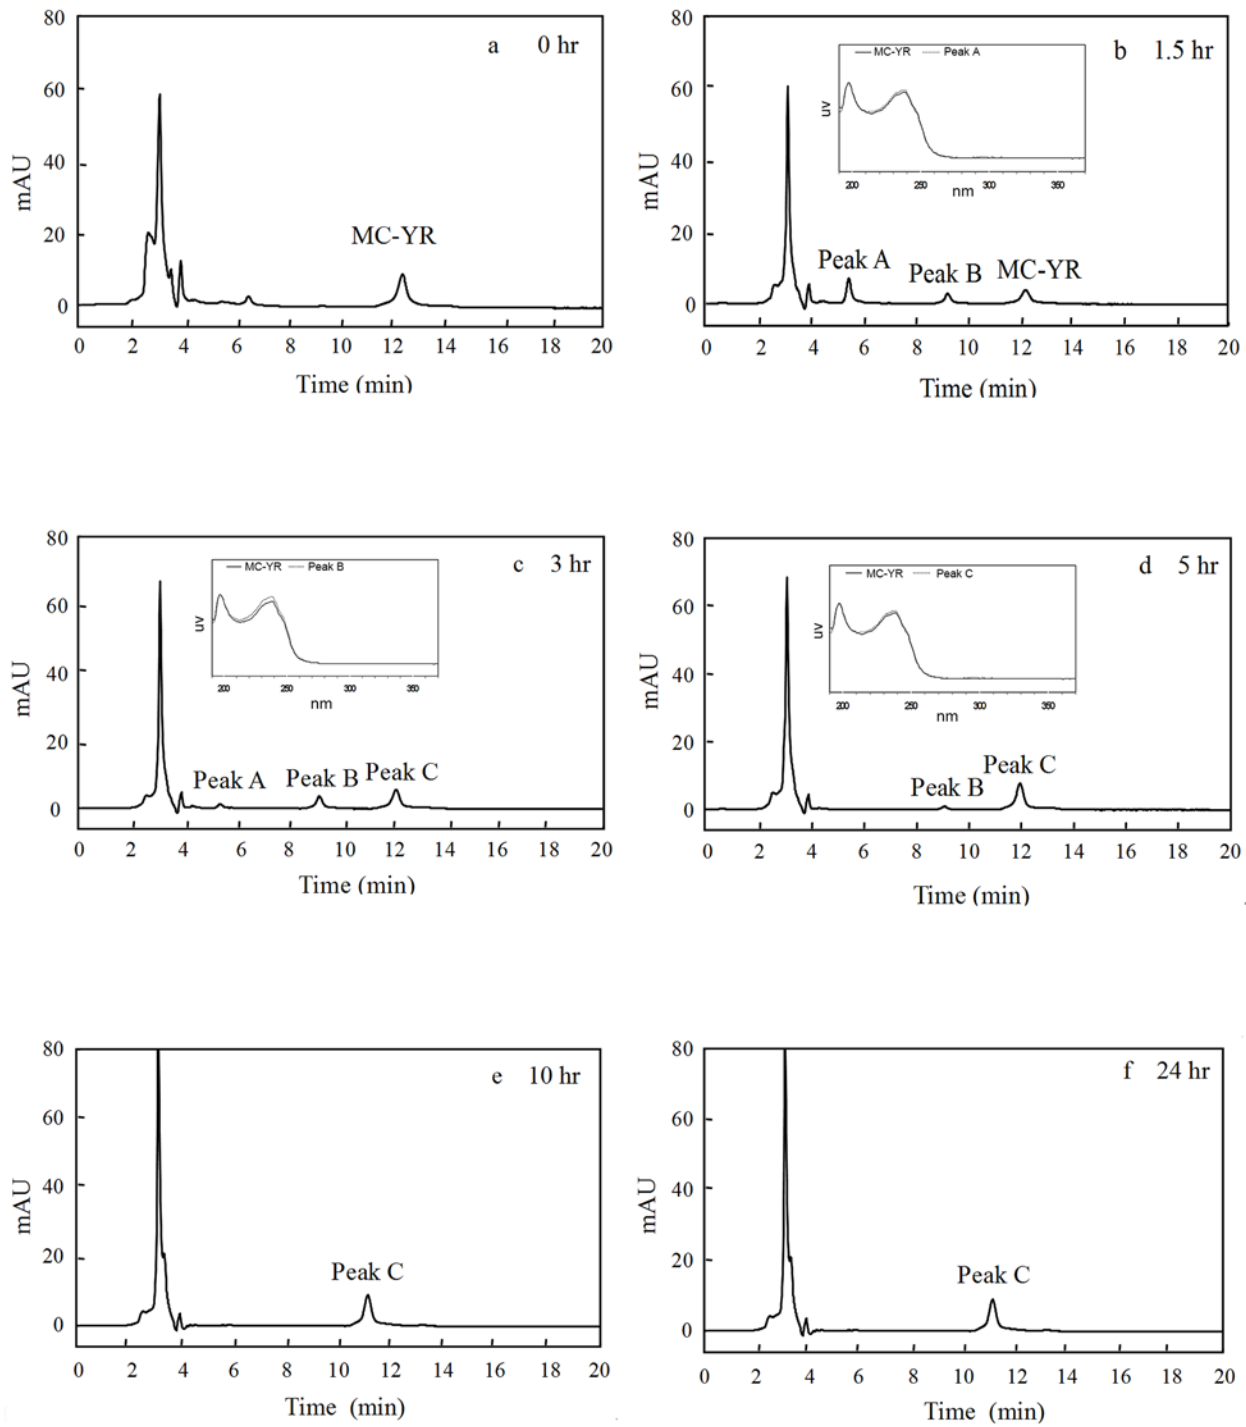 a 0 hr
80
60
40
20
0
mAU
MC-YR
0 2 4 6 8 10 12 14 16 18 20
Time (min)
b 1.5 hr
80
60
40
20
0
mAU
MC-YR Peak A
uv
200 250 300 350
nm
Peak A
Peak B
MC-YR
0 2 4 6 8 10 12 14 16 18 20
Time (min)
c 3 hr
80
60
40
20
0
mAU
MC-YR Peak B
uv
200 250 300 350
nm
Peak A
Peak B
Peak C
0 2 4 6 8 10 12 14 16 18 20
Time (min)
d 5 hr
80
60
40
20
0
mAU
MC-YR Peak C
uv
200 250 300 350
nm
Peak B
Peak C
0 2 4 6 8 10 12 14 16 18 20
Time (min)
e 10 hr
80
60
40
20
0
mAU
Peak C
0 2 4 6 8 10 12 14 16 18 20
Time (min)
f 24 hr
80
60
40
20
0
mAU
Peak C
0 2 4 6 8 10 12 14 16 18 20
Time (min)